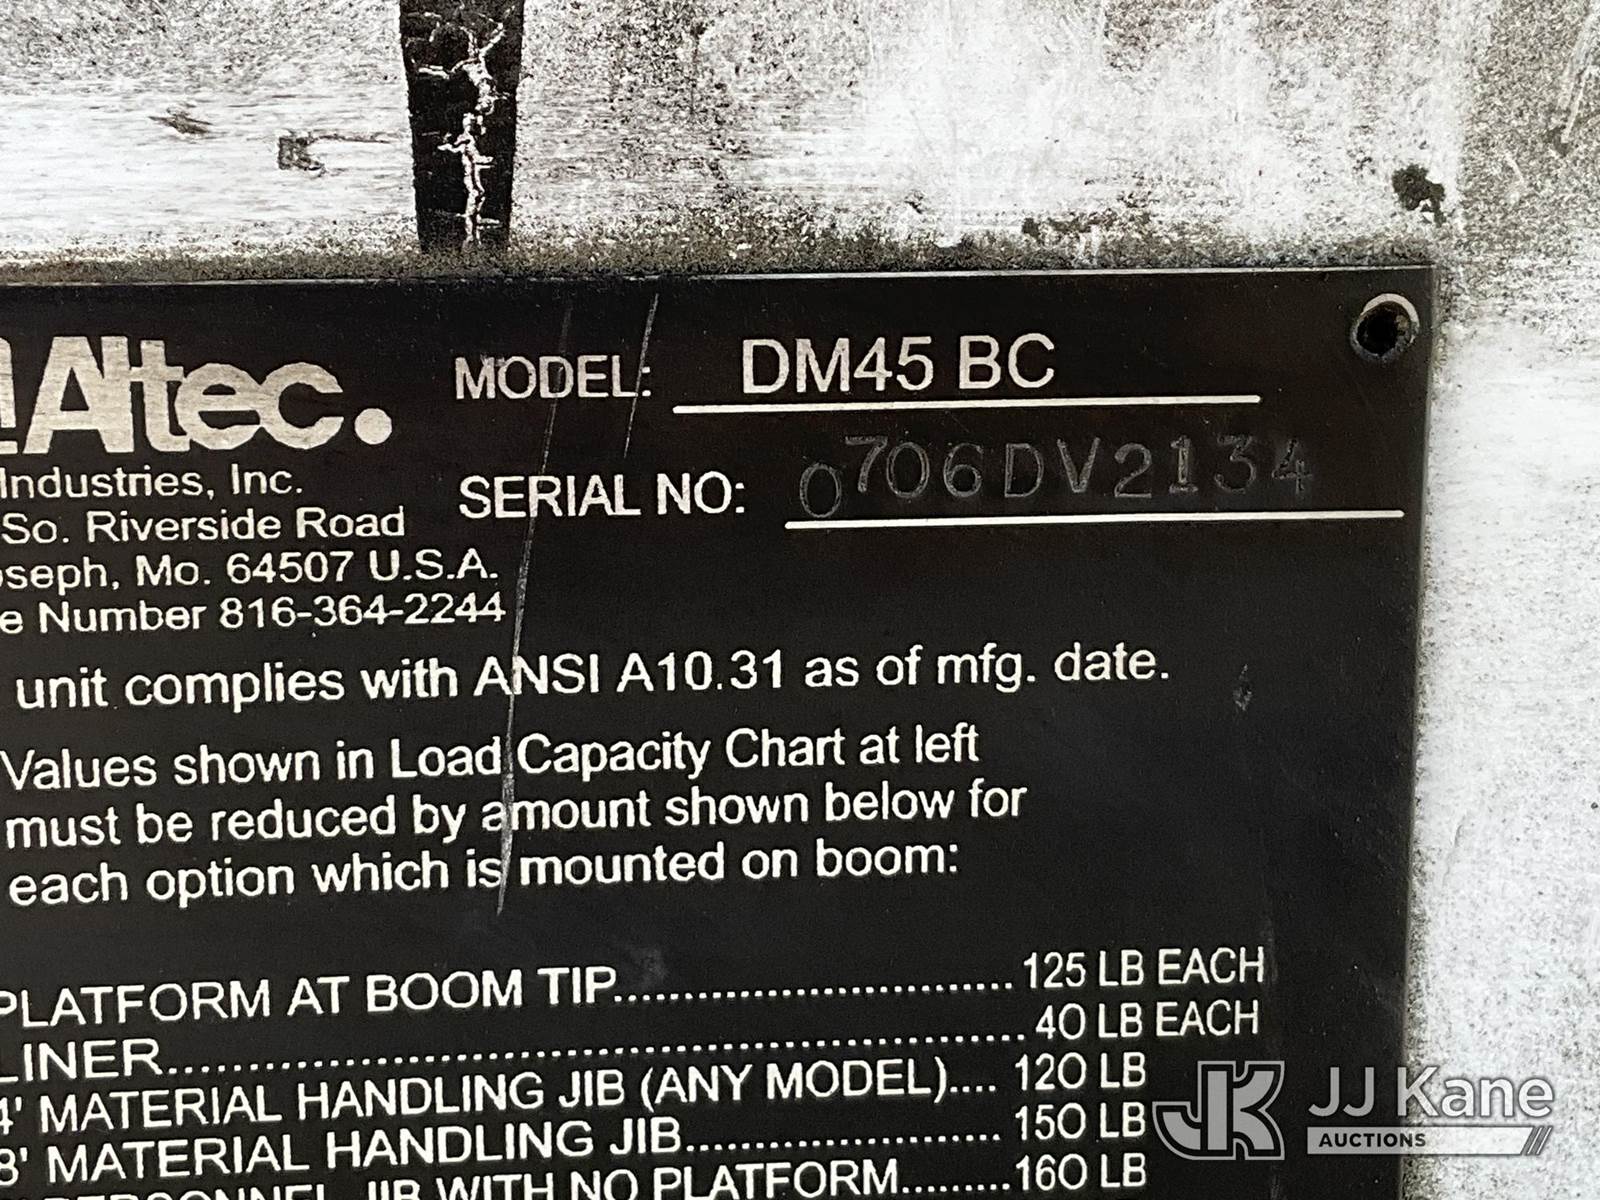 Altec.
MODEL: DM45 BC
Industries, Inc.
SERIAL NO: 0706DV2134
So. Riverside Road
oseph, Mo. 64507 U.S.A.
e Number 816-364-2244
unit complies with ANSI A10.31 as of mfg. date.
Values shown in Load Capacity Chart at left
must be reduced by amount shown below for
each option which is mounted on boom:
PLATFORM AT BOOM TIP..............................125 LB EACH
LINER......................................................40 LB EACH
4' MATERIAL HANDLING JIB (ANY MODEL)....120 LB
8' MATERIAL HANDLING JIB.......................150 LB
PERSONNEL JIB WITH NO PLATFORM.........160 LB
JJ Kane
AUCTIONS